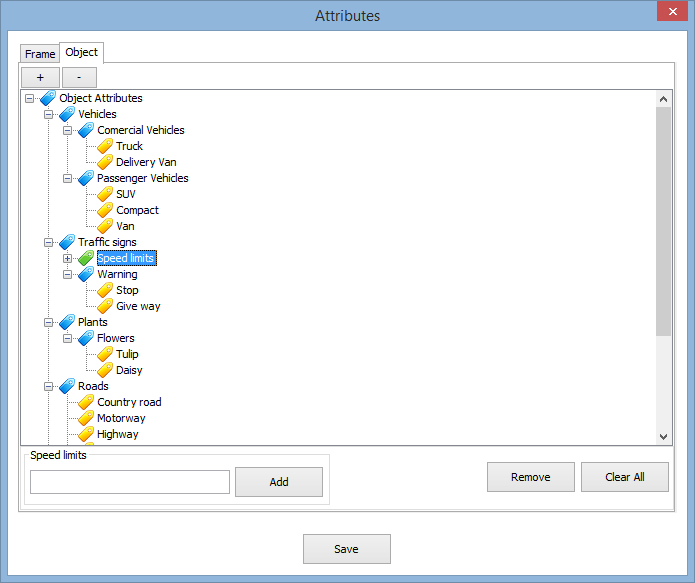 Attributes
Frame
Object
+
-
Object Attributes
Vehicles
Comercial Vehicles
Truck
Delivery Van
Passenger Vehicles
SUV
Compact
Van
Traffic signs
Speed limits
Warning
Stop
Give way
Plants
Flowers
Tulip
Daisy
Roads
Country road
Motorway
Highway
Speed limits
Add
Remove
Clear All
Save